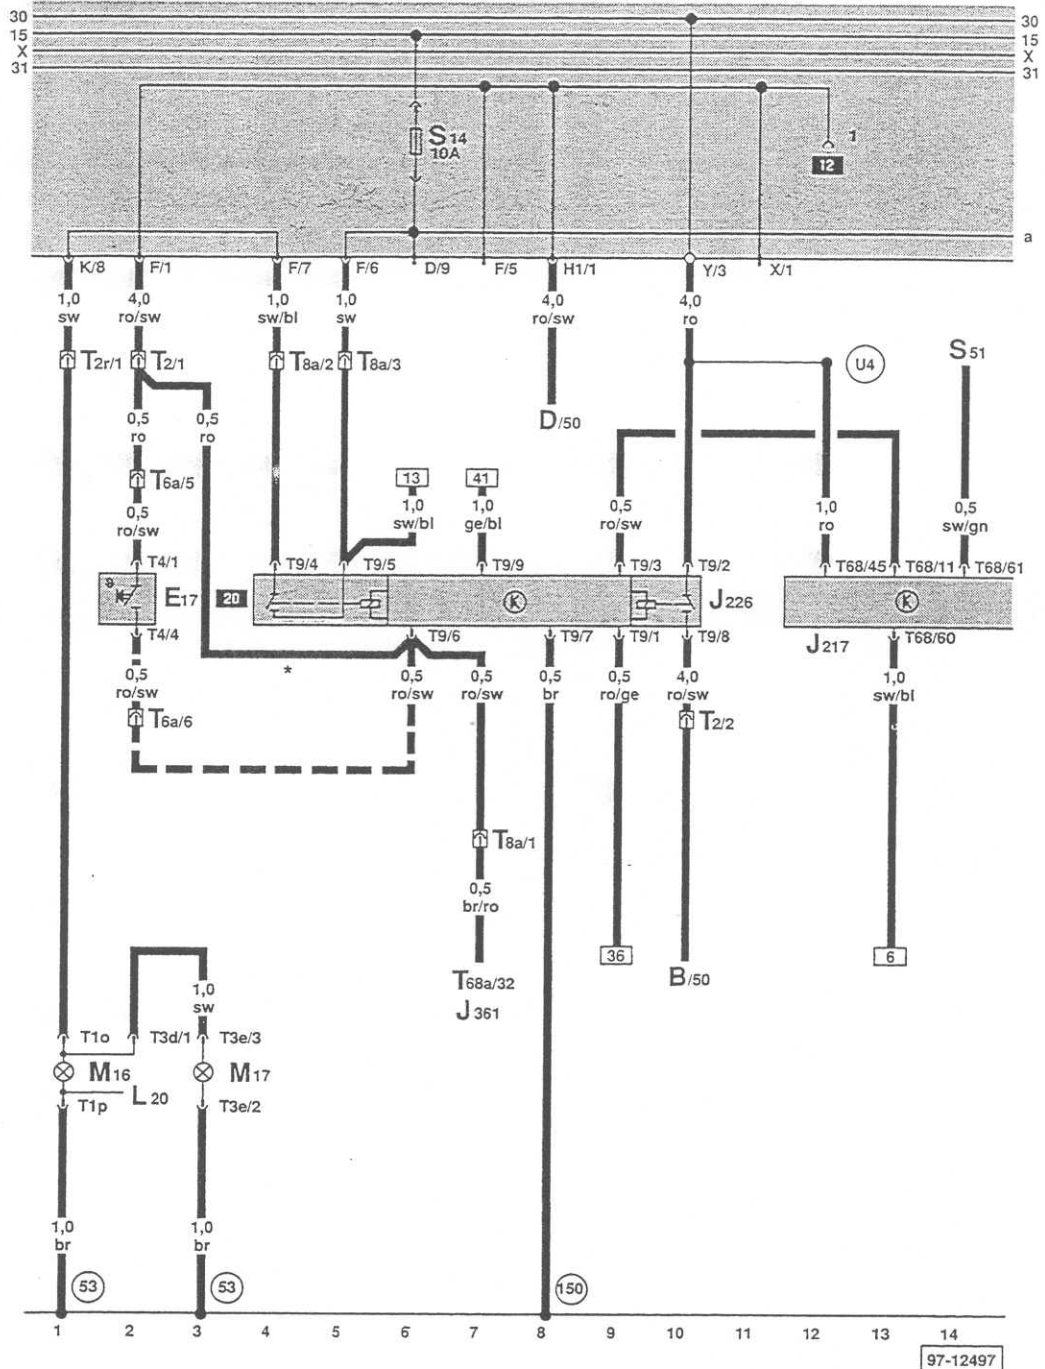 30 30
15 15
X X
31 31
S14
10A
1
12
a
K/8 F/1 F/7 F/6 D/9 F/5 H1/1 Y/3 X/1
1,0 4,0 1,0 1,0 4,0 4,0
sw ro/sw sw/bl sw ro/sw ro
T2r/1 T2/1 T8a/2 T8a/3 U4 S51
0,5 0,5
ro ro
D/50
T6a/5 13 41
0,5 1,0 1,0 0,5 1,0 0,5
ro/sw sw/bl ge/bl ro/sw ro sw/gn
T4/1 T9/4 T9/5 T9/9 T9/3 T9/2 T68/45 T68/11 T68/61
E17 20 K J226 K
T4/4 T9/6 T9/7 T9/1 T9/8 J217 T68/60
*
0,5 0,5 0,5 0,5 0,5 4,0 1,0
ro/sw ro/sw ro/sw br ro/ge ro/sw sw/bl
T6a/6 T2/2
T8a/1
0,5
br/ro
36 6
T68a/32 B/50
J361
1,0
sw
T1o T3d/1 T3e/3
M16 M17
L20
T1p T3e/2
1,0 1,0
br br
53 53 150
1 2 3 4 5 6 7 8 9 10 11 12 13 14
97-12497